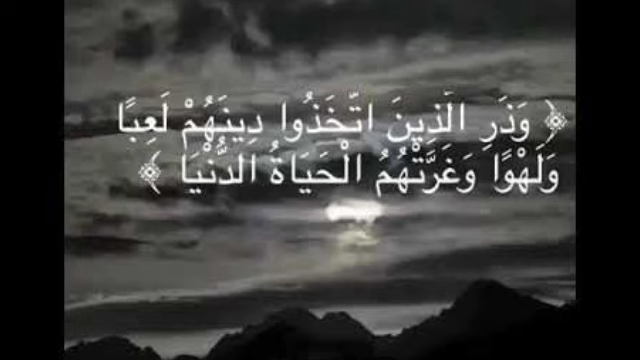 ﴿ وَذَرِ الَّذِينَ اتَّخَذُوا دِينَهُمْ لَعِبًا
وَلَهْوًا وَغَرَّتْهُمُ الْحَيَاةُ الدُّنْيَا ﴾